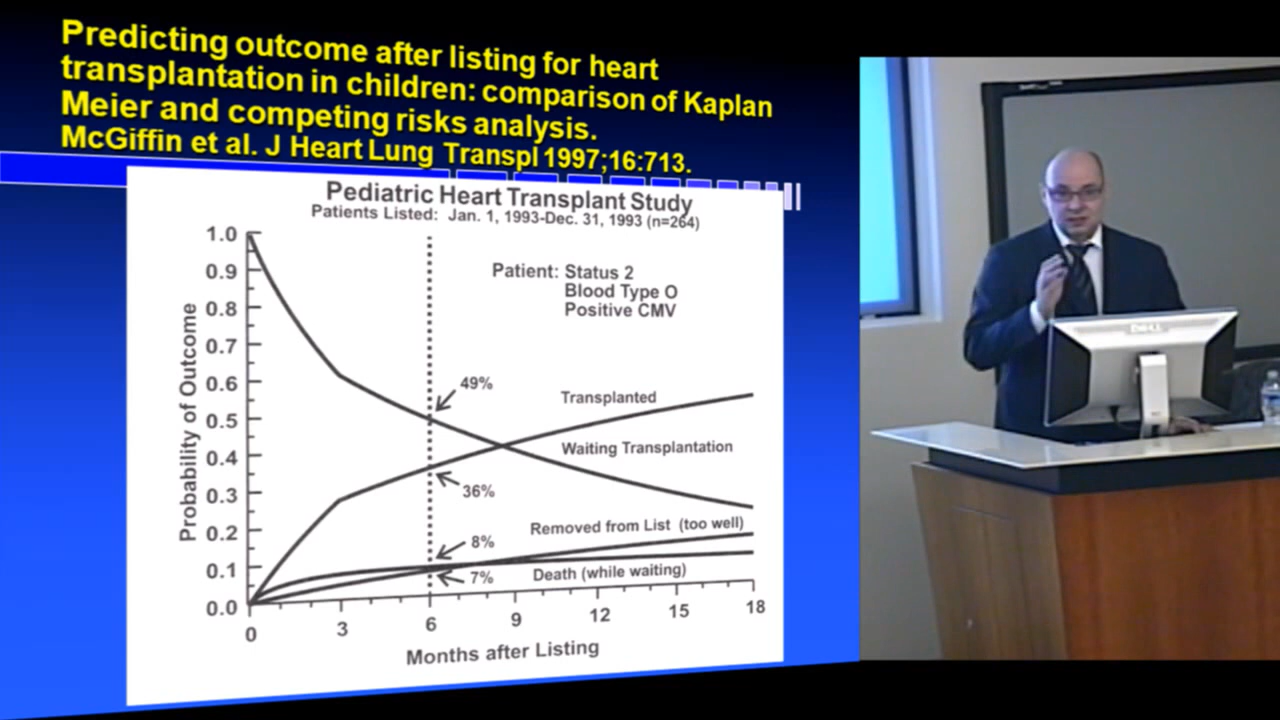 Predicting outcome after listing for heart
transplantation in children: comparison of Kaplan
Meier and competing risks analysis.
McGiffin et al. J Heart Lung Transpl 1997;16:713.
Pediatric Heart Transplant Study
Patients Listed: Jan. 1, 1993-Dec. 31, 1993 (n=264)
Patient: Status 2
Blood Type O
Positive CMV
Probability of Outcome
1.0
0.9
0.8
0.7
0.6
0.5
0.4
0.3
0.2
0.1
0.0
49%
Transplanted
Waiting Transplantation
36%
Removed from List (too well)
8%
Death (while waiting)
7%
0 3 6 9 12 15 18
Months after Listing
DELL